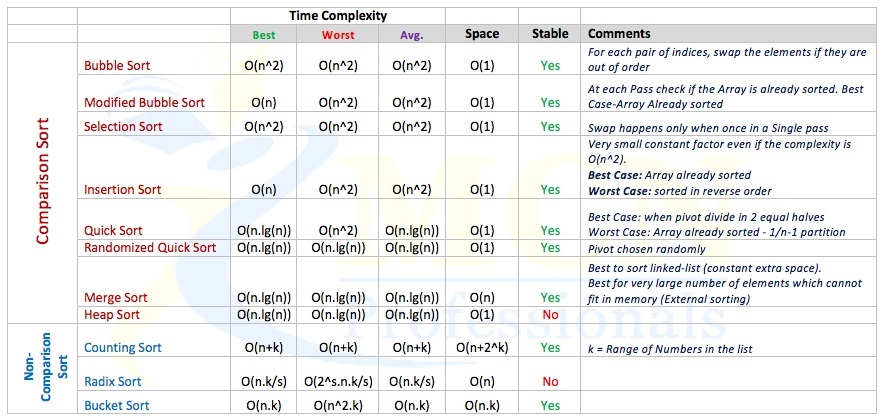 Time Complexity
Best Worst Avg. Space Stable Comments
Comparison Sort
Bubble Sort O(n^2) O(n^2) O(n^2) O(1) Yes For each pair of indices, swap the elements if they are
out of order
Modified Bubble Sort O(n) O(n^2) O(n^2) O(1) Yes At each Pass check if the Array is already sorted. Best
Case-Array Already sorted
Selection Sort O(n^2) O(n^2) O(n^2) O(1) Yes Swap happens only when once in a Single pass
Insertion Sort O(n) O(n^2) O(n^2) O(1) Yes Very small constant factor even if the complexity is
O(n^2).
Best Case: Array already sorted
Worst Case: sorted in reverse order
Quick Sort O(n.lg(n)) O(n^2) O(n.lg(n)) O(1) Yes Best Case: when pivot divide in 2 equal halves
Worst Case: Array already sorted - 1/n-1 partition
Randomized Quick Sort O(n.lg(n)) O(n.lg(n)) O(n.lg(n)) O(1) Yes Pivot chosen randomly
Merge Sort O(n.lg(n)) O(n.lg(n)) O(n.lg(n)) O(n) Yes Best to sort linked-list (constant extra space).
Best for very large number of elements which cannot
fit in memory (External sorting)
Heap Sort O(n.lg(n)) O(n.lg(n)) O(n.lg(n)) O(1) No
Non-
Comparison
Sort
Counting Sort O(n+k) O(n+k) O(n+k) O(n+2^k) Yes k = Range of Numbers in the list
Radix Sort O(n.k/s) O(2^s.n.k/s) O(n.k/s) O(n) No
Bucket Sort O(n.k) O(n^2.k) O(n.k) O(n.k) Yes
MCN
Professionals